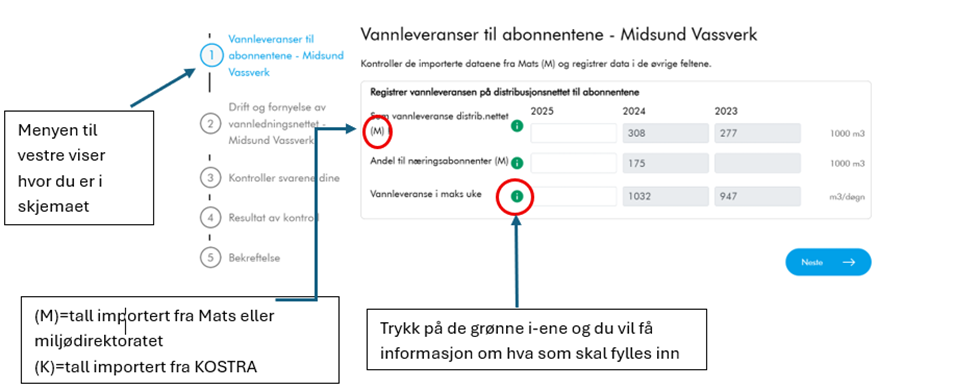 Vannleveranser til abonnentene - Midsund Vassverk
1
Vannleveranser til
abonnentene - Midsund
Vassverk
2
Drift og fornyelse av
vannledningsnettet -
Midsund Vassverk
3
Kontroller svarene dine
4
Resultat av kontroll
5
Bekreftelse
Kontroller de importerte dataene fra Mats (M) og registrer data i de øvrige feltene.
Registrer vannleveransen på distribusjonsnettet til abonnentene
2025 2024 2023
Sum vannleveranse distrib.nettet
(M) i 308 277 1000 m3
Andel til næringsabonnenter (M) i 175 1000 m3
Vannleveranse i maks uke i 1032 947 m3/døgn
Neste
Menyen til
vestre viser
hvor du er i
skjemaet
(M)=tall importert fra Mats eller
miljødirektoratet
(K)=tall importert fra KOSTRA
Trykk på de grønne i-ene og du vil få
informasjon om hva som skal fylles inn